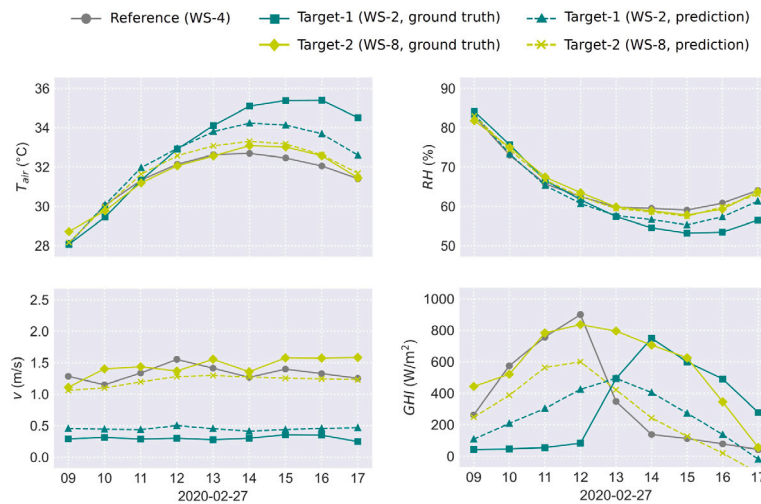 Reference (WS-4)
Target-1 (WS-2, ground truth)
Target-1 (WS-2, prediction)
Target-2 (WS-8, ground truth)
Target-2 (WS-8, prediction)
36
34
32
30
28
T_air (°C)
90
80
70
60
50
RH (%)
2.5
2.0
1.5
1.0
0.5
0.0
v (m/s)
09 10 11 12 13 14 15 16 17
2020-02-27
1000
800
600
400
200
0
GHI (W/m²)
09 10 11 12 13 14 15 16 17
2020-02-27